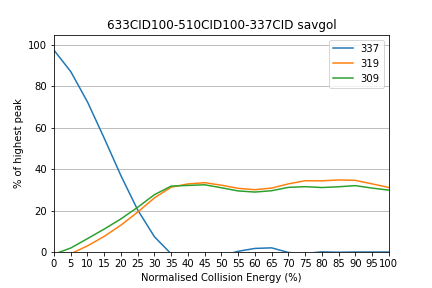 633CID100-510CID100-337CID savgol
337
319
309
% of highest peak
100
80
60
40
20
0
0 5 10 15 20 25 30 35 40 45 50 55 60 65 70 75 80 85 90 95 100
Normalised Collision Energy (%)